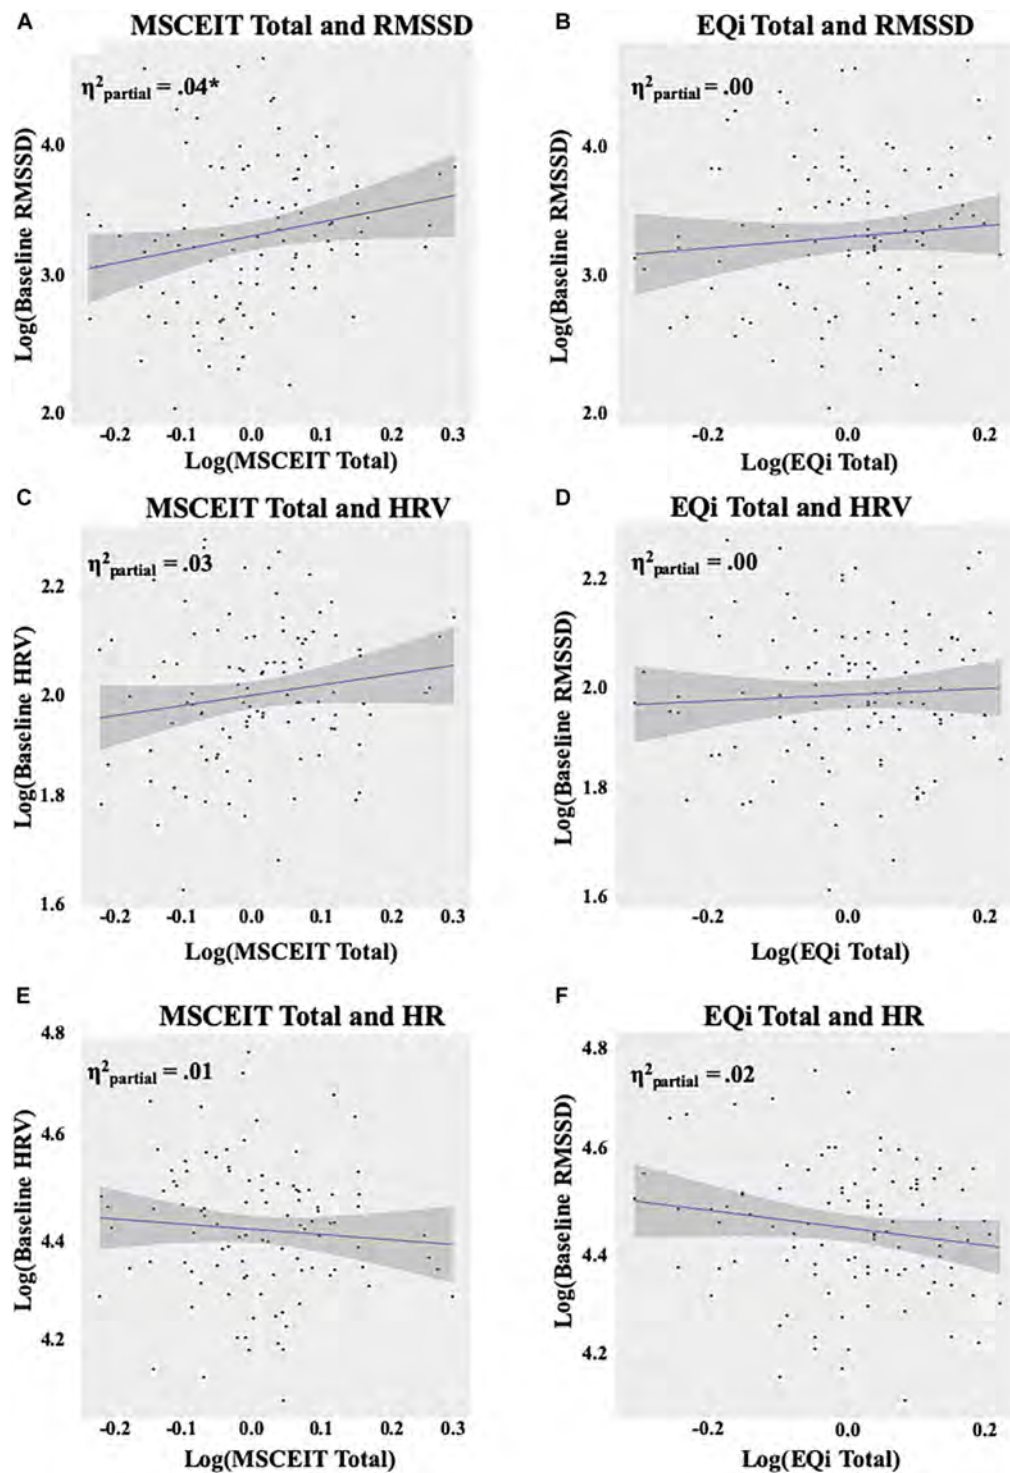 A
MSCEIT Total and RMSSD
η²partial = .04*
Log(Baseline RMSSD)
4.0
3.0
2.0
-0.2 -0.1 0.0 0.1 0.2 0.3
Log(MSCEIT Total)
B
EQi Total and RMSSD
η²partial = .00
Log(Baseline RMSSD)
4.0
3.0
2.0
-0.2 0.0 0.2
Log(EQi Total)
C
MSCEIT Total and HRV
η²partial = .03
Log(Baseline HRV)
2.2
2.0
1.8
1.6
-0.2 -0.1 0.0 0.1 0.2 0.3
Log(MSCEIT Total)
D
EQi Total and HRV
η²partial = .00
Log(Baseline RMSSD)
2.2
2.0
1.8
1.6
-0.2 0.0 0.2
Log(EQi Total)
E
MSCEIT Total and HR
η²partial = .01
Log(Baseline HRV)
4.8
4.6
4.4
4.2
-0.2 -0.1 0.0 0.1 0.2 0.3
Log(MSCEIT Total)
F
EQi Total and HR
η²partial = .02
Log(Baseline RMSSD)
4.8
4.6
4.4
4.2
-0.2 0.0 0.2
Log(EQi Total)